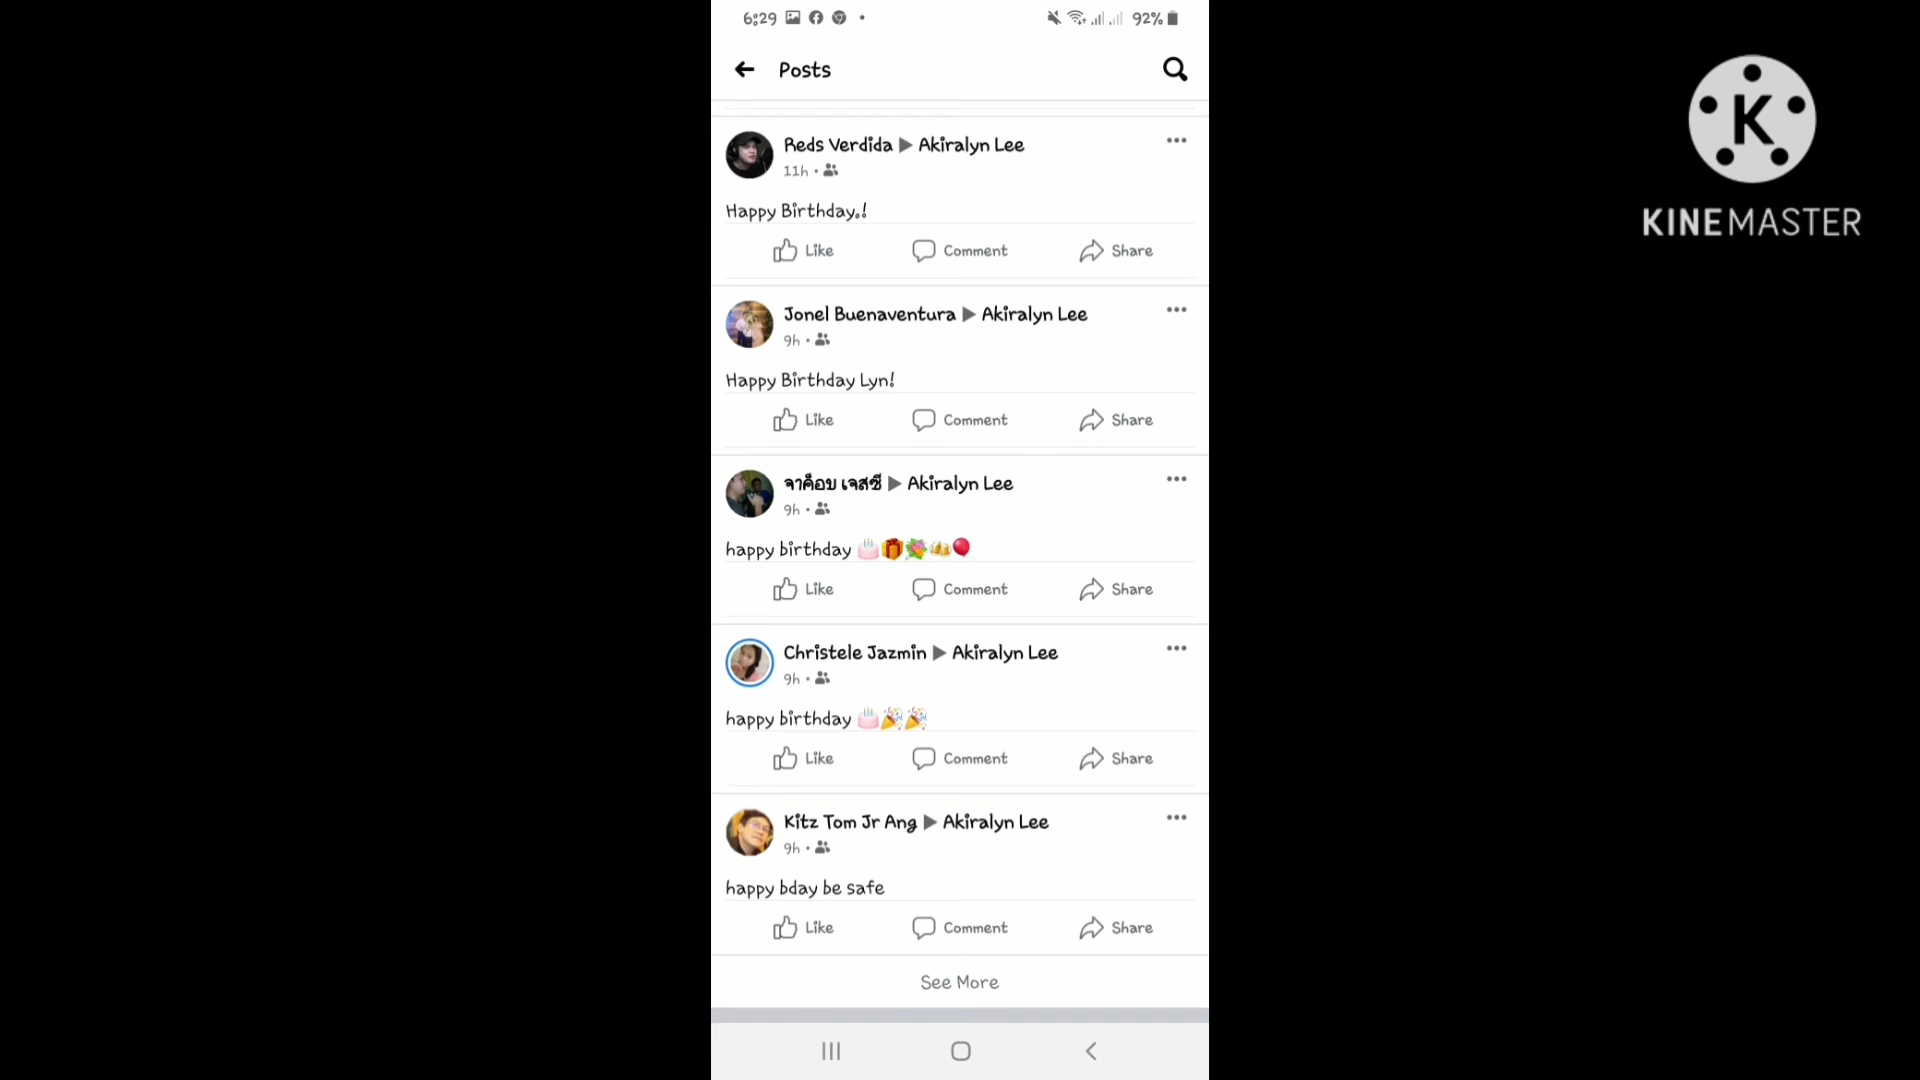 6:29
92%
Posts
K
KINEMASTER
Reds Verdida ▶ Akiralyn Lee
11h
Happy Birthday.!
Like Comment Share
Jonel Buenaventura ▶ Akiralyn Lee
9h
Happy Birthday Lyn!
Like Comment Share
จาค็อบ เจสซี ▶ Akiralyn Lee
9h
happy birthday 🎂🎁💐🍻🎈
Like Comment Share
Christele Jazmin ▶ Akiralyn Lee
9h
happy birthday 🎂🎉🎉
Like Comment Share
Kitz Tom Jr Ang ▶ Akiralyn Lee
9h
happy bday be safe
Like Comment Share
See More